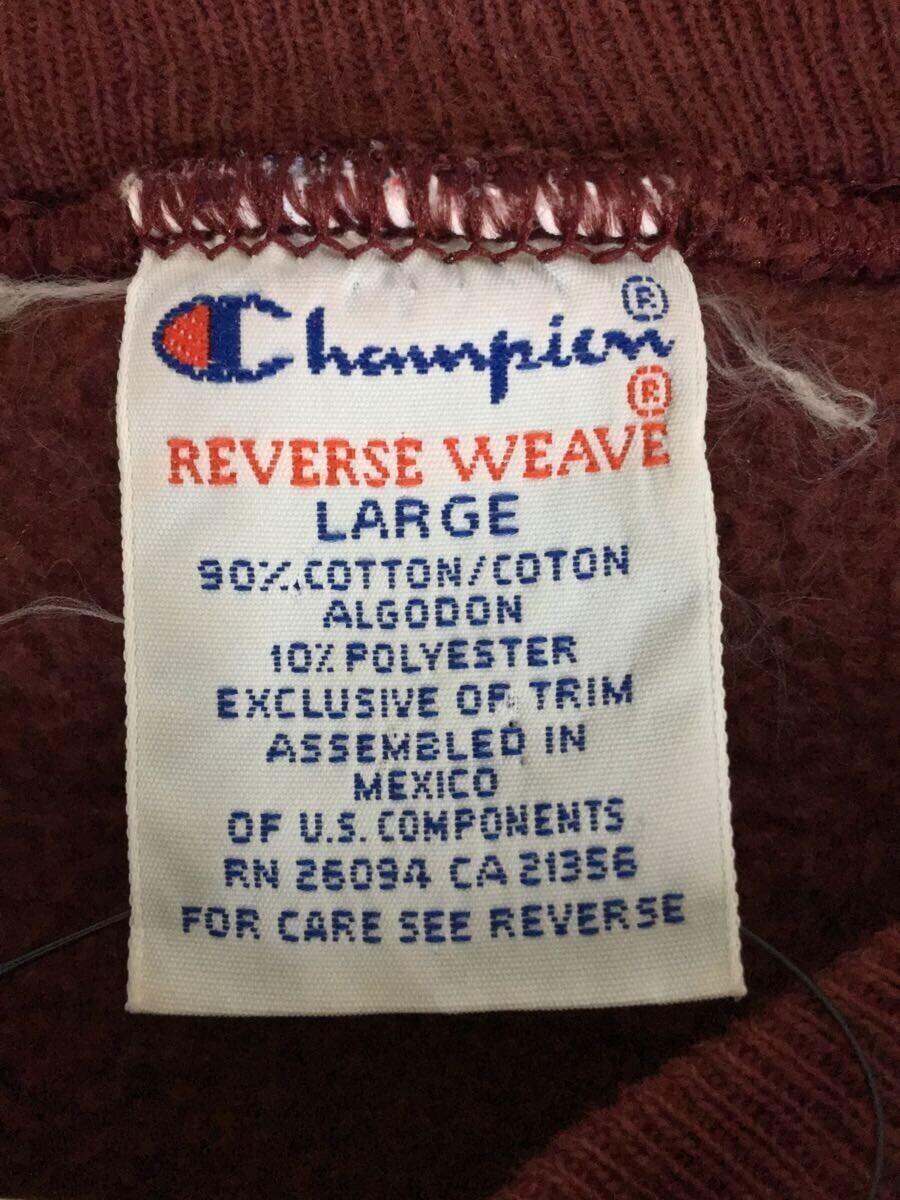 Champion®
®
REVERSE WEAVE
LARGE
90% COTTON/COTON
ALGODON
10% POLYESTER
EXCLUSIVE OF TRIM
ASSEMBLED IN
MEXICO
OF U.S. COMPONENTS
RN 26094 CA 21356
FOR CARE SEE REVERSE